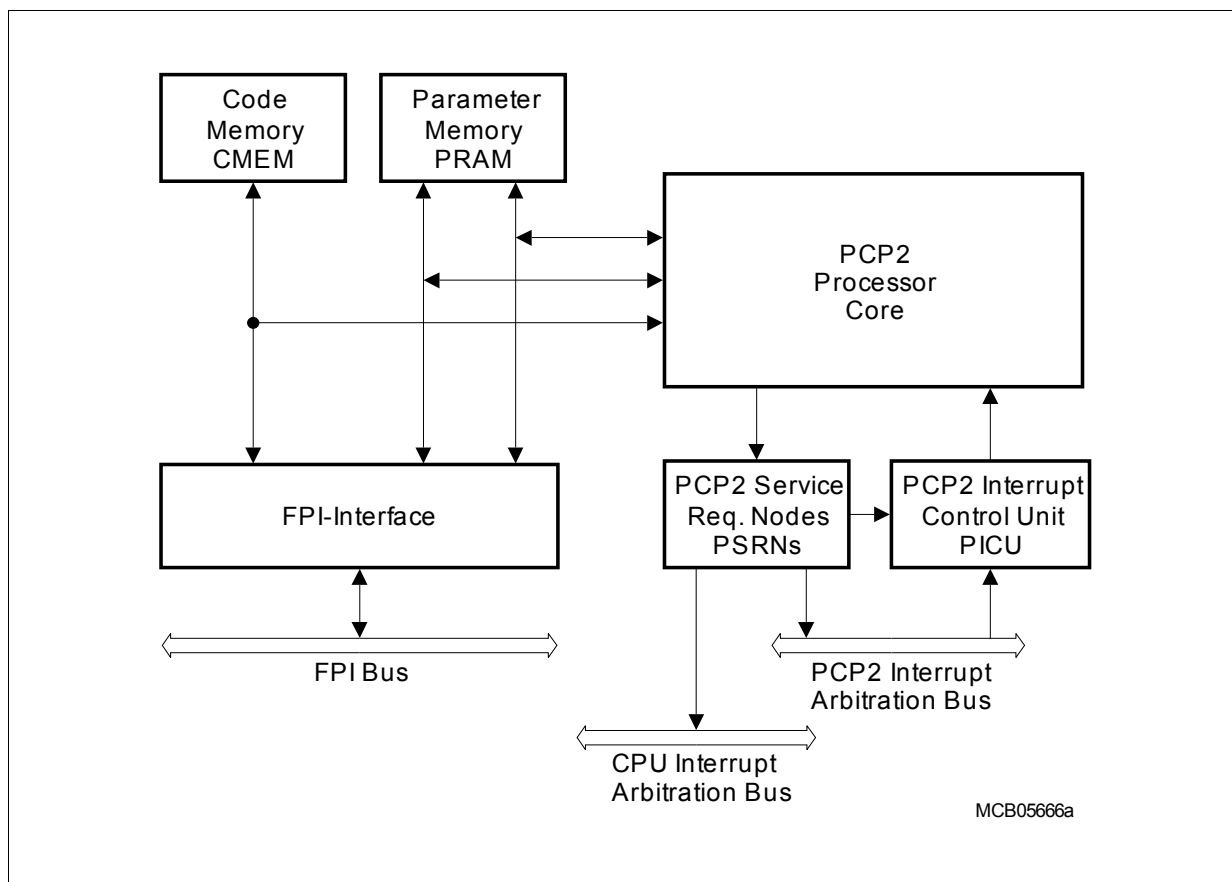 Code
Memory
CMEM
Parameter
Memory
PRAM
PCP2
Processor
Core
FPI-Interface
PCP2 Service
Req. Nodes
PSRNs
PCP2 Interrupt
Control Unit
PICU
FPI Bus
PCP2 Interrupt
Arbitration Bus
CPU Interrupt
Arbitration Bus
MCB05666a